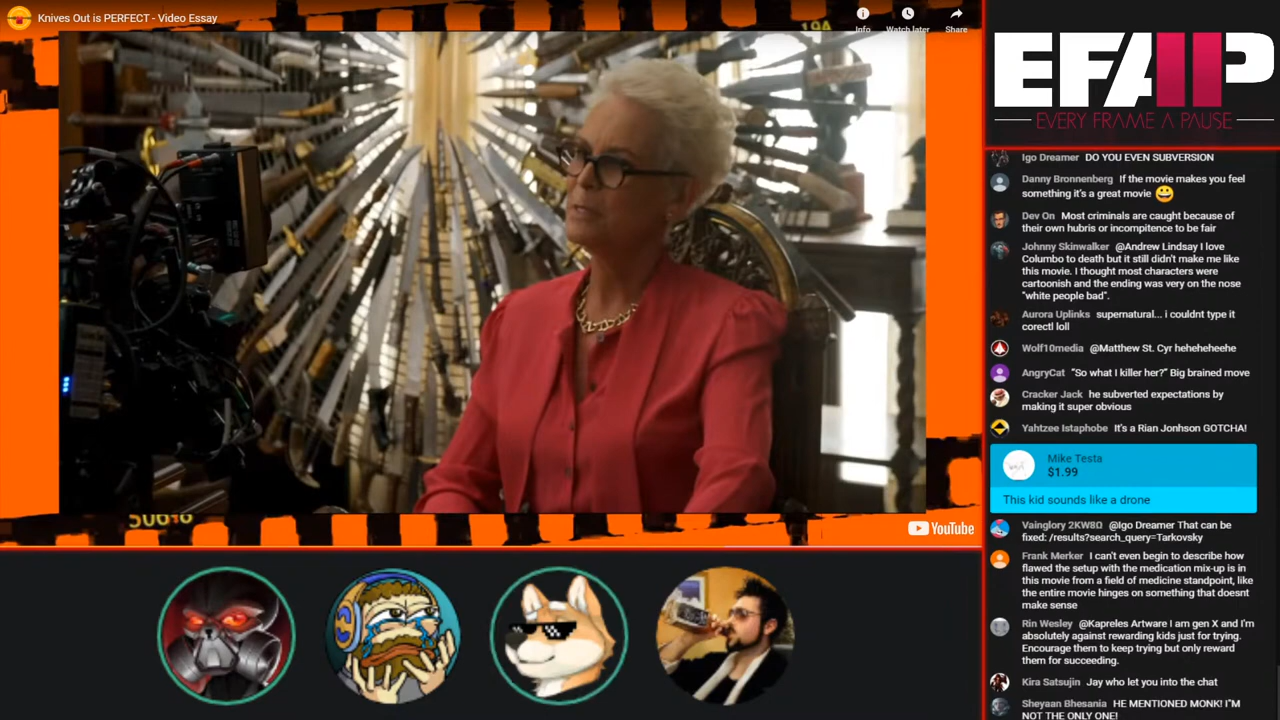 Knives Out is PERFECT - Video Essay
Info
Watch later
Share
194
YouTube
EFAP
EVERY FRAME A PAUSE
Igo Dreamer DO YOU EVEN SUBVERSION
Danny Bronnenberg If the movie makes you feel
something it's a great movie 😀
Dev On Most criminals are caught because of
their own hubris or incompitence to be fair
Johnny Skinwalker @Andrew Lindsay I love
Columbo to death but it still didn't make me like
this movie. I thought most characters were
cartoonish and the ending was very on the nose
"white people bad".
Aurora Uplinks supernatural... i couldnt type it
corectl loll
Wolf10media @Matthew St. Cyr heheheheehe
AngryCat "So what I killer her?" Big brained move
Cracker Jack he subverted expectations by
making it super obvious
Yahtzee Istaphobe It's a Rian Jonhson GOTCHA!
Mike Testa
$1.99
This kid sounds like a drone
Vainglory 2KW8Ω @Igo Dreamer That can be
fixed: /results?search_query=Tarkovsky
Frank Merker I can't even begin to describe how
flawed the setup with the medication mix-up is in
this movie from a field of medicine standpoint, like
the entire movie hinges on something that doesnt
make sense
Rin Wesley @Kapreles Artware I am gen X and I'm
absolutely against rewarding kids just for trying.
Encourage them to keep trying but only reward
them for succeeding.
Kira Satsujin Jay who let you into the chat
Sheyaan Bhesania HE MENTIONED MONK! I"M
NOT THE ONLY ONE!